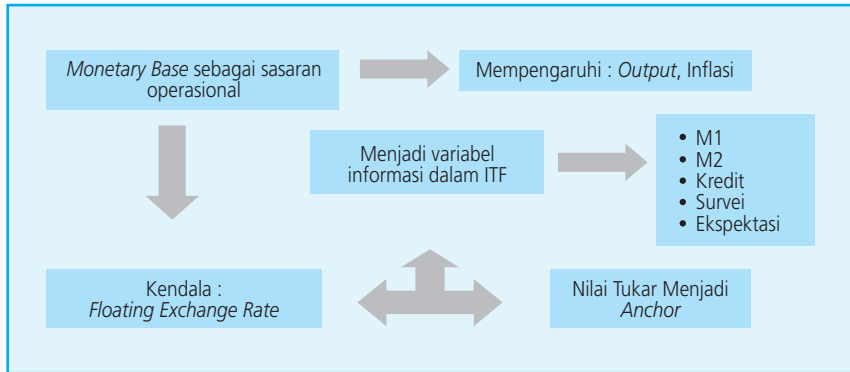 Monetary Base sebagai sasaran
operasional
Mempengaruhi : Output, Inflasi
Menjadi variabel
informasi dalam ITF
• M1
• M2
• Kredit
• Survei
• Ekspektasi
Kendala :
Floating Exchange Rate
Nilai Tukar Menjadi
Anchor